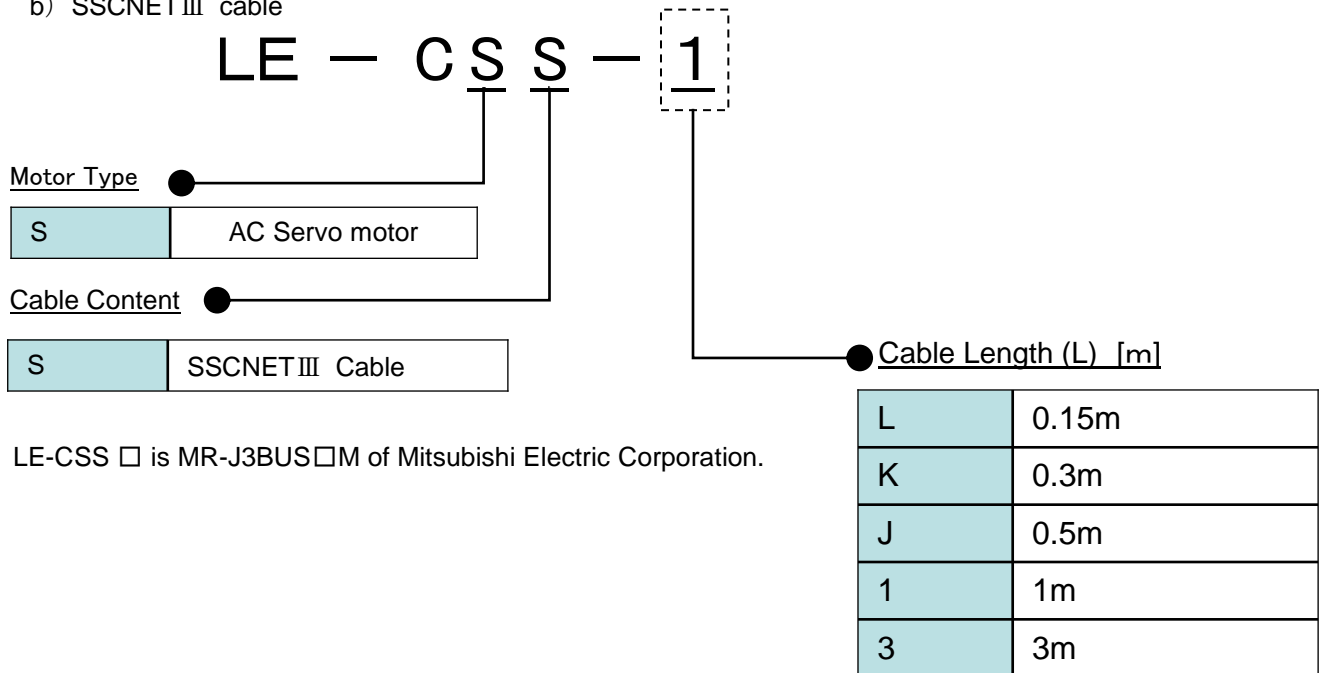 b) SSCNETⅢ cable
LE － CSS － 1
Motor Type
S AC Servo motor
Cable Content
S SSCNETⅢ Cable
LE-CSS □ is MR-J3BUS□M of Mitsubishi Electric Corporation.
Cable Length (L) [m]
L 0.15m
K 0.3m
J 0.5m
1 1m
3 3m